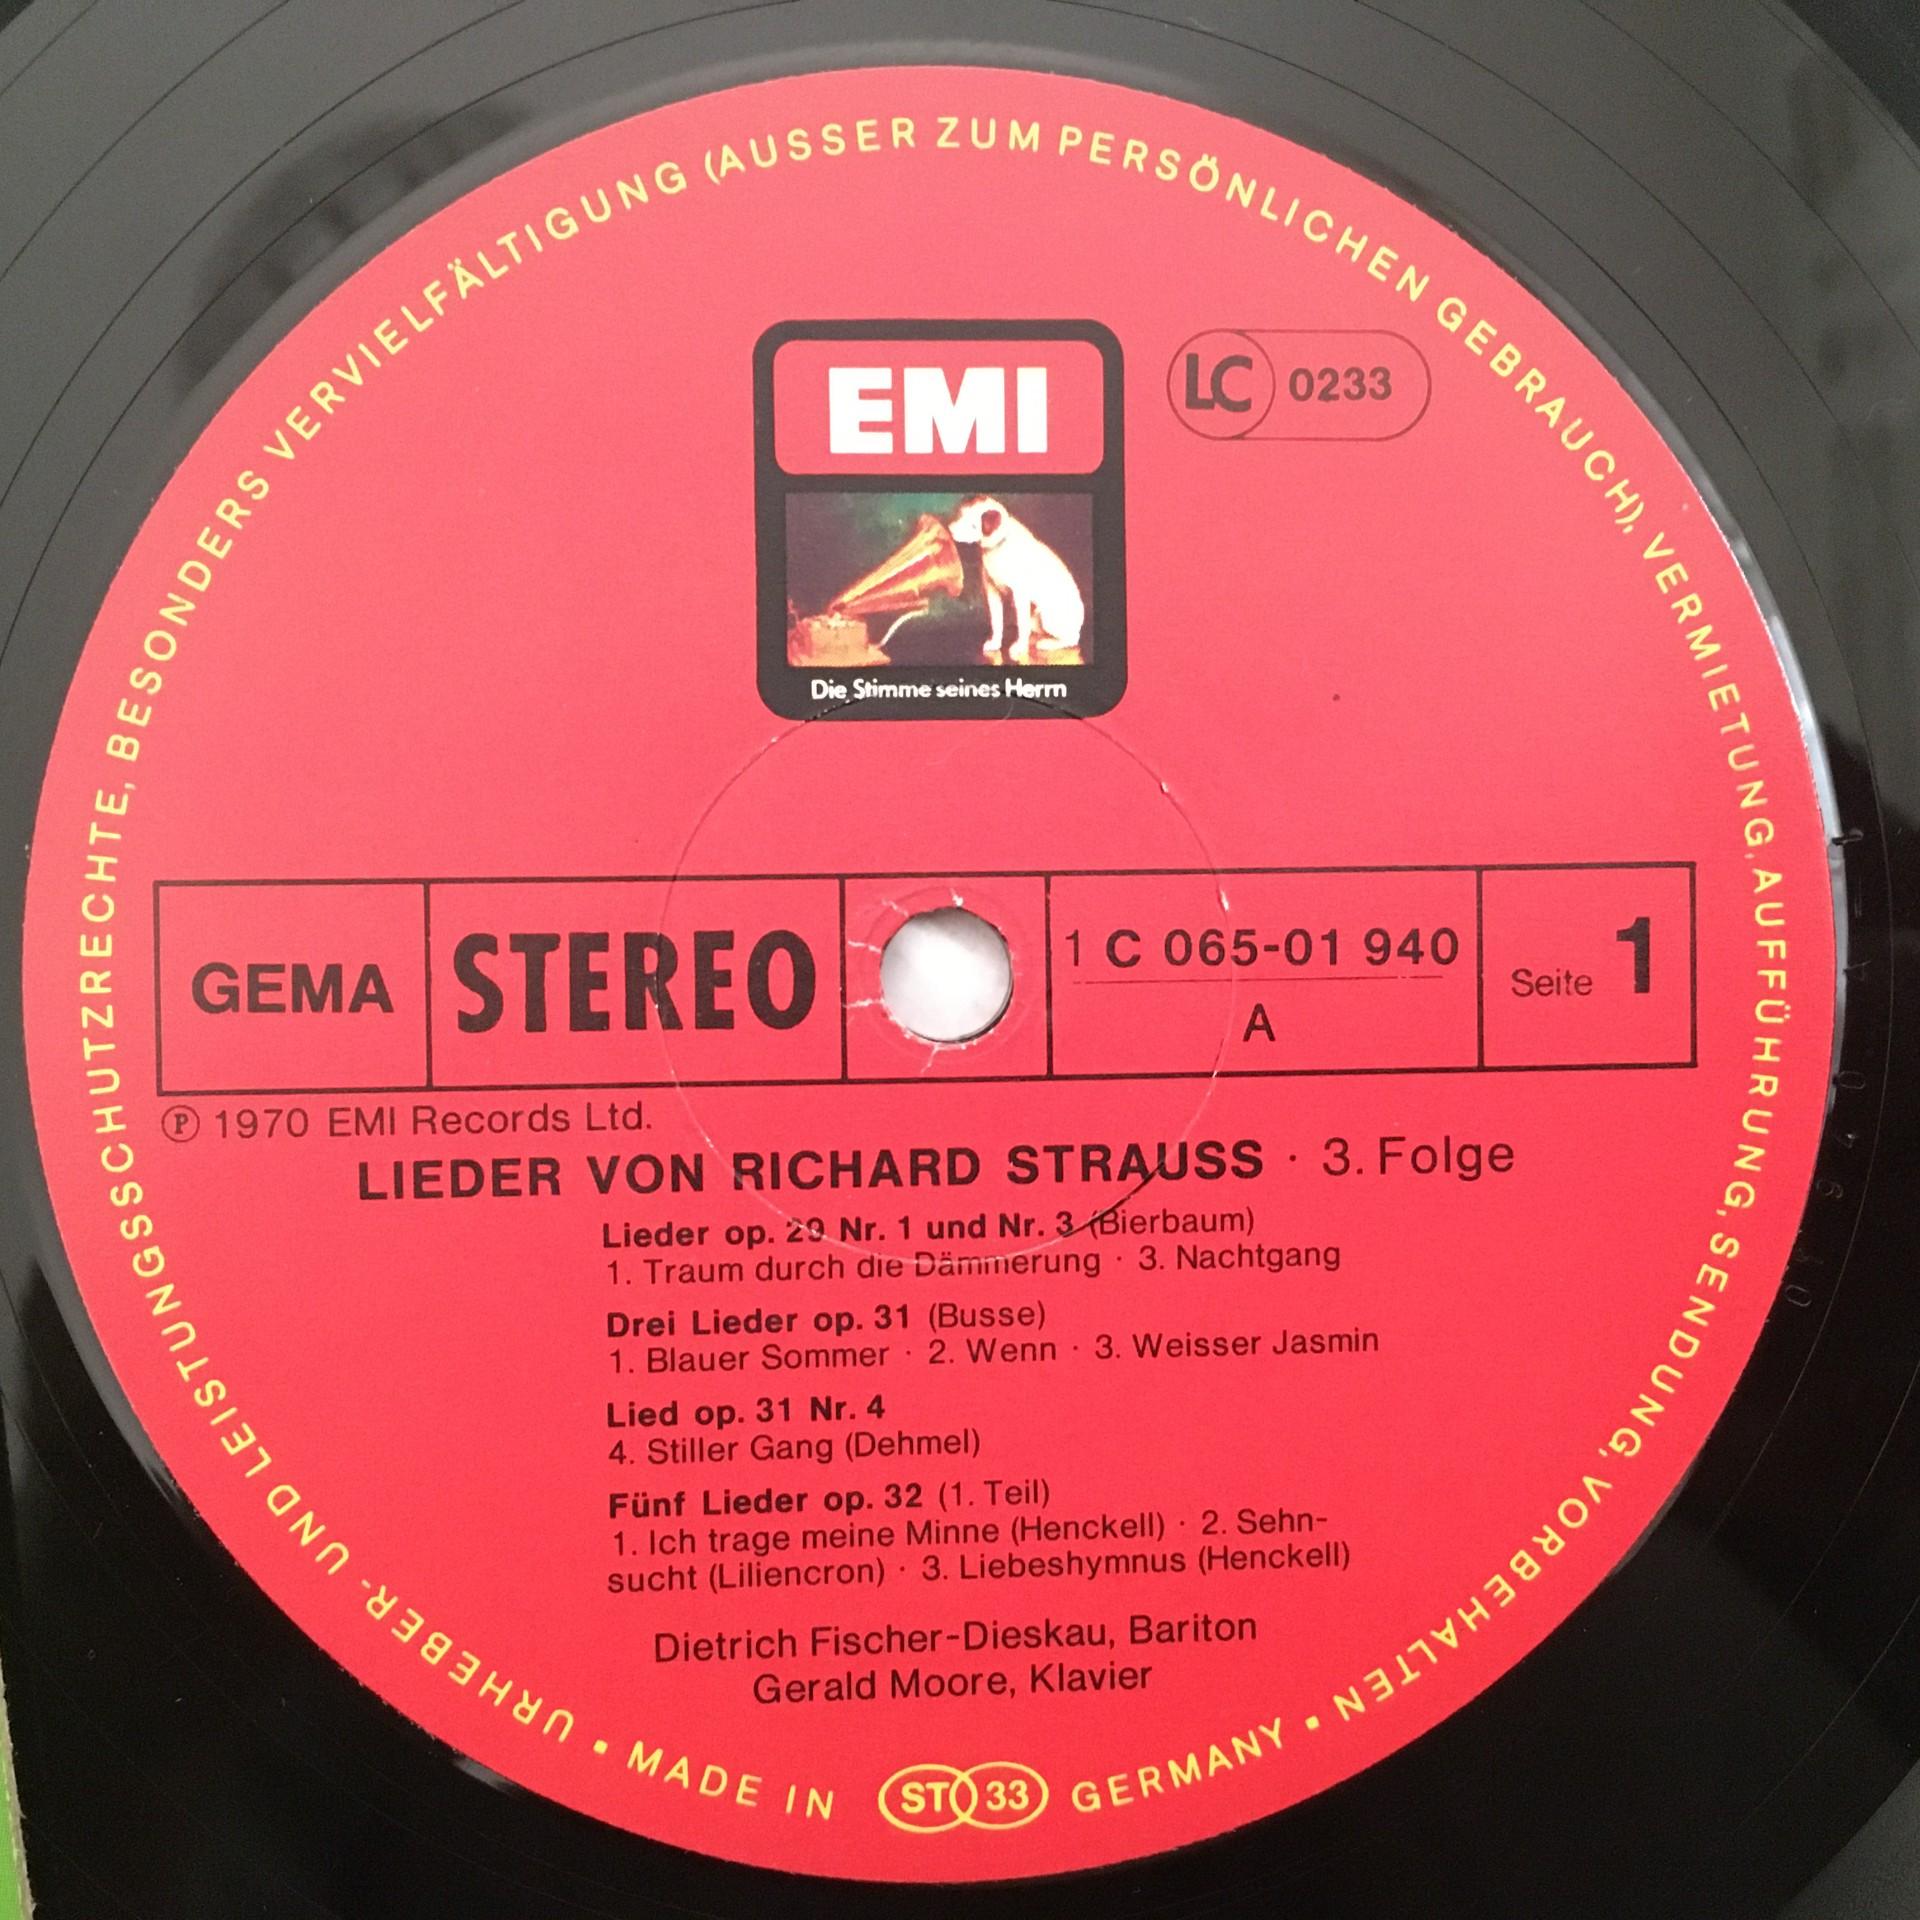 URHEBER- UND LEISTUNGSSCHUTZRECHTE, BESONDERS VERVIELFÄLTIGUNG (AUSSER ZUM PERSÖNLICHEN GEBRAUCH), VERMIETUNG, AUFFÜHRUNG, SENDUNG, VORBEHALTEN •
EMI
LC 0233
Die Stimme seines Herrn
GEMA
STEREO
1 C 065-01 940
A
Seite 1
Ⓟ 1970 EMI Records Ltd.
LIEDER VON RICHARD STRAUSS · 3. Folge
Lieder op. 29 Nr. 1 und Nr. 3 (Bierbaum)
1. Traum durch die Dämmerung · 3. Nachtgang
Drei Lieder op. 31 (Busse)
1. Blauer Sommer · 2. Wenn · 3. Weisser Jasmin
Lied op. 31 Nr. 4
4. Stiller Gang (Dehmel)
Fünf Lieder op. 32 (1. Teil)
1. Ich trage meine Minne (Henckell) · 2. Sehn-
sucht (Liliencron) · 3. Liebeshymnus (Henckell)
Dietrich Fischer-Dieskau, Bariton
Gerald Moore, Klavier
• MADE IN ST 33 GERMANY